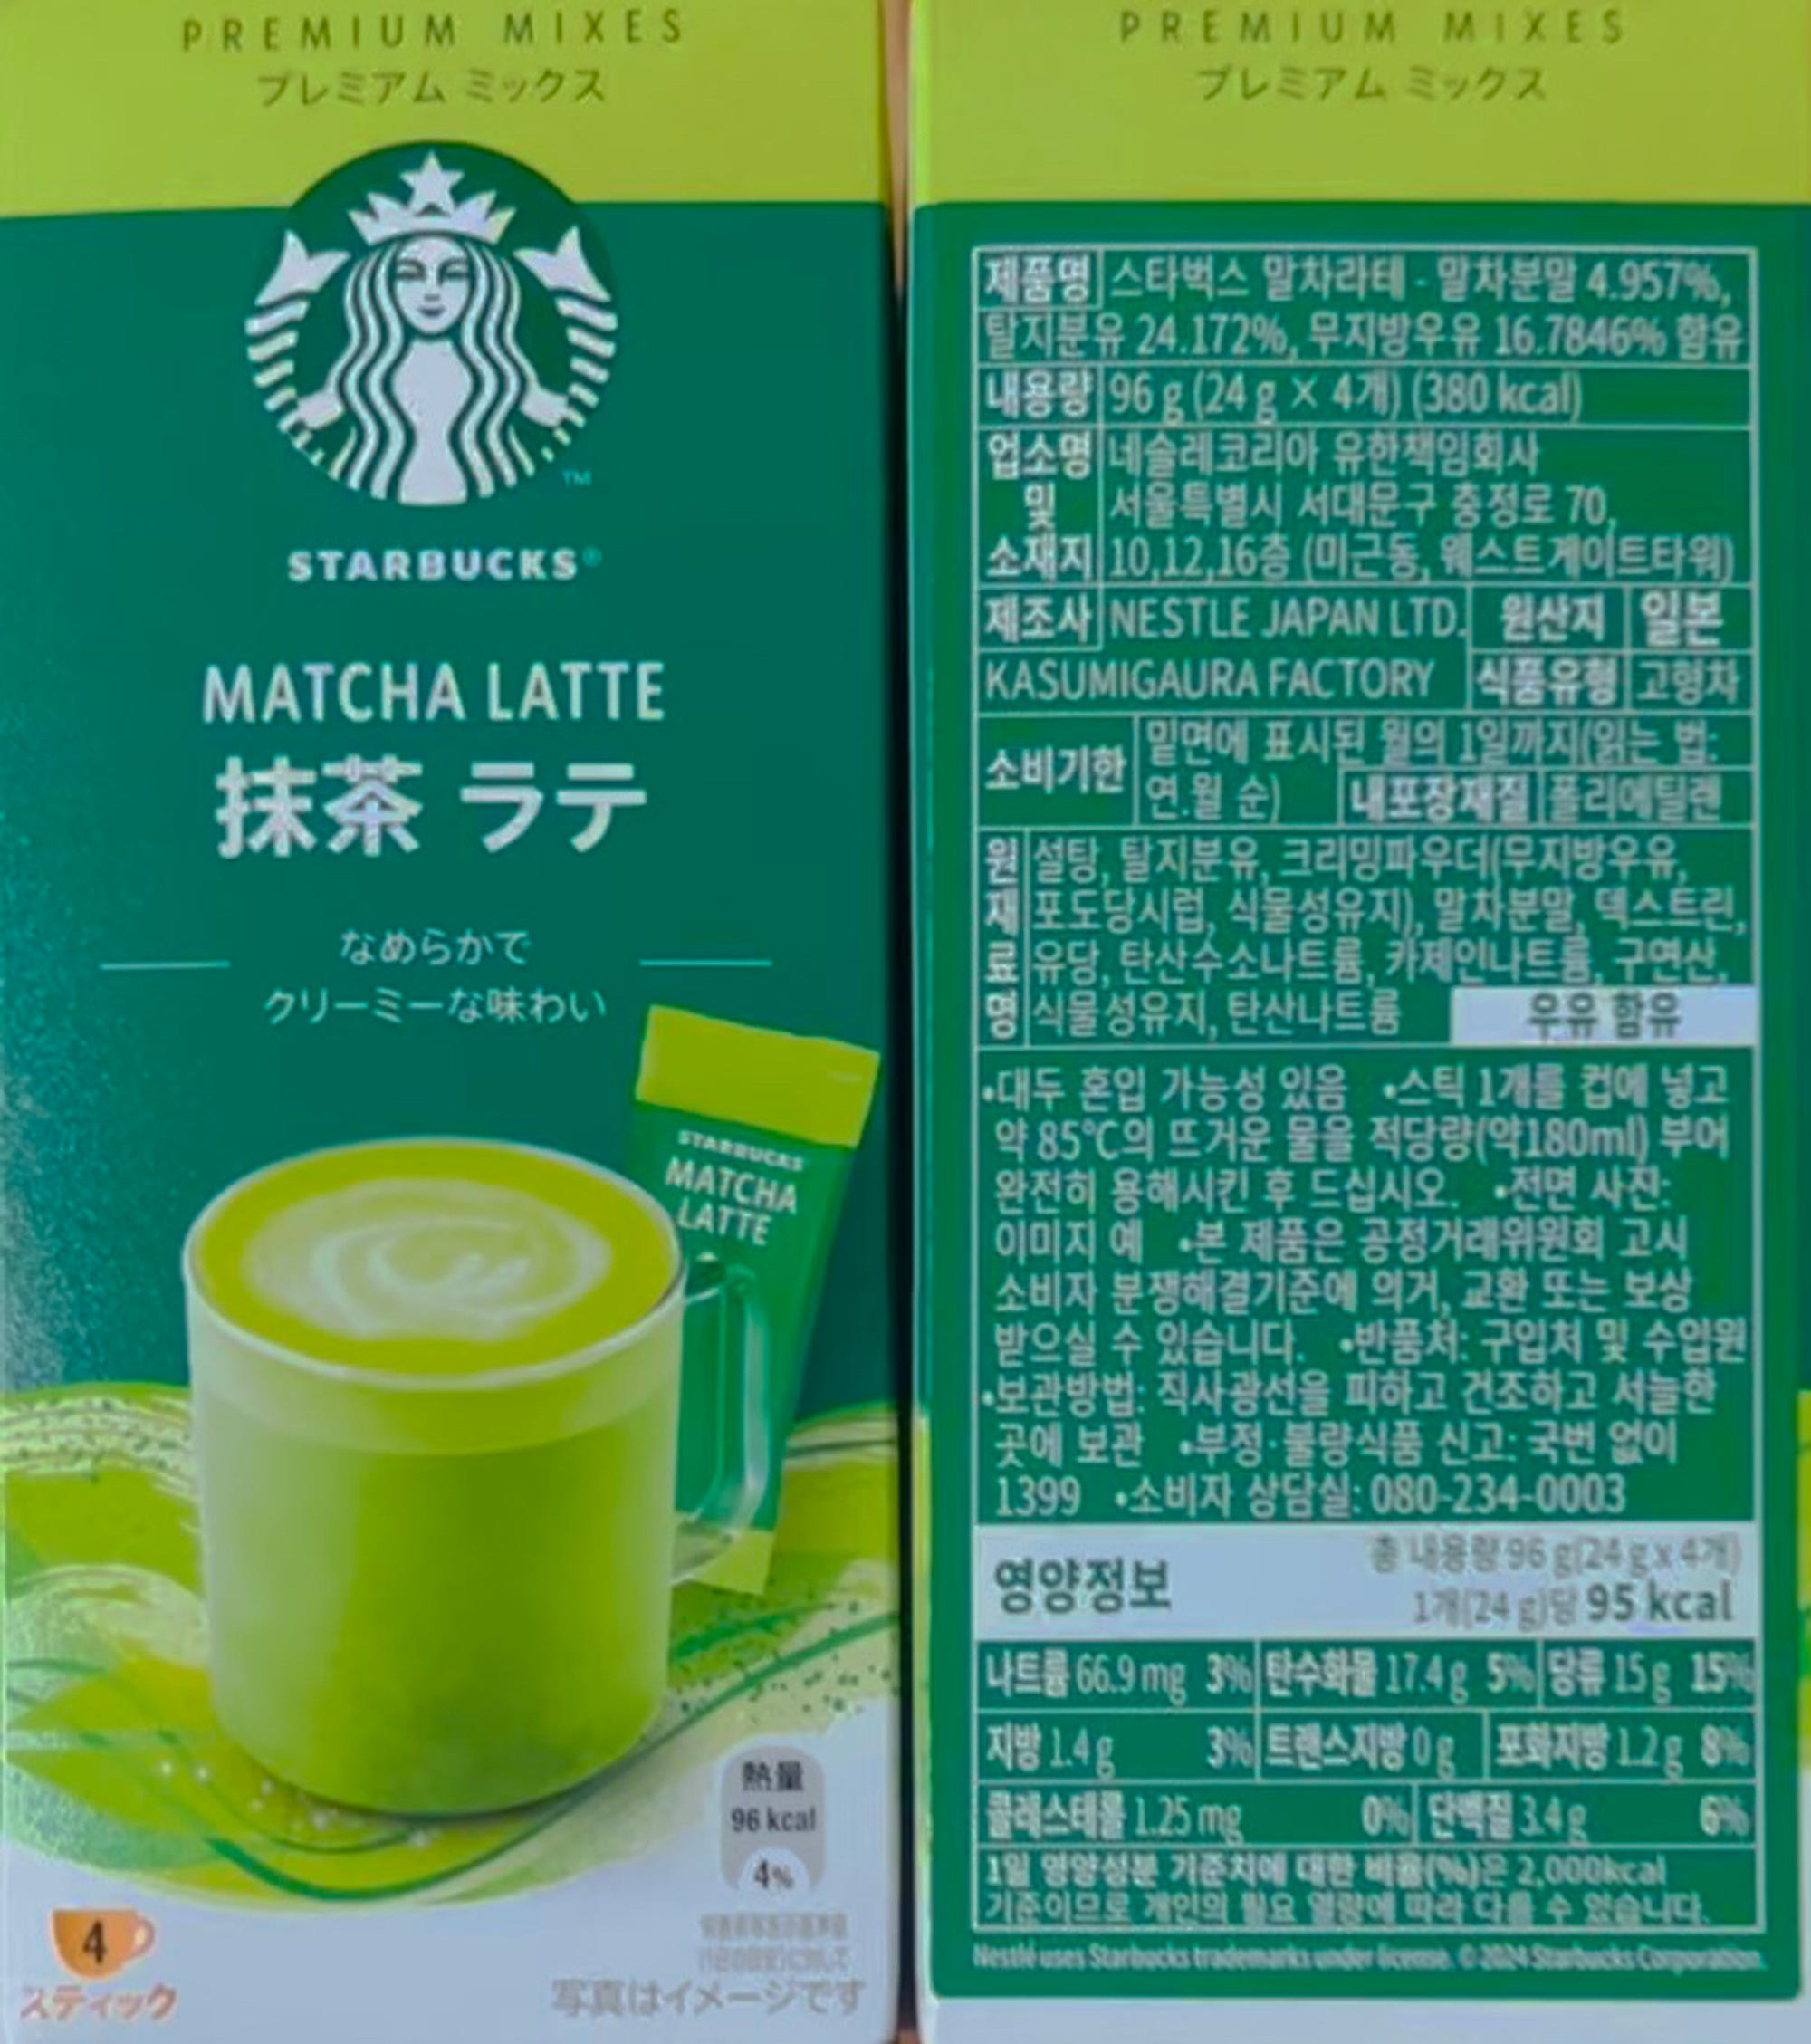 PREMIUM MIXES
プレミアム ミックス
TM
STARBUCKS®
MATCHA LATTE
抹茶 ラテ
なめらかで
クリーミーな味わい
STARBUCKS
MATCHA
LATTE
熱量
96 kcal
4%
4
スティック
写真はイメージです
PREMIUM MIXES
プレミアム ミックス
제품명 스타벅스 말차라테 - 말차분말 4.957%,
탈지분유 24.172%, 무지방우유 16.7846% 함유
내용량 96 g (24 g × 4개) (380 kcal)
업소명 네슬레코리아 유한책임회사
및 서울특별시 서대문구 충정로 70,
소재지 10,12,16층 (미근동, 웨스트게이트타워)
제조사 NESTLE JAPAN LTD. 원산지 일본
KASUMIGAURA FACTORY 식품유형 고형차
소비기한 밑면에 표시된 월의 1일까지(읽는 법:
연.월 순) 내포장재질 폴리에틸렌
원 설탕, 탈지분유, 크리밍파우더(무지방우유,
재 포도당시럽, 식물성유지), 말차분말, 덱스트린,
료 유당, 탄산수소나트륨, 카제인나트륨, 구연산,
명 식물성유지, 탄산나트륨 우유 함유
•대두 혼입 가능성 있음 •스틱 1개를 컵에 넣고
약 85℃의 뜨거운 물을 적당량(약180ml) 부어
완전히 용해시킨 후 드십시오. •전면 사진:
이미지 예 •본 제품은 공정거래위원회 고시
소비자 분쟁해결기준에 의거, 교환 또는 보상
받으실 수 있습니다. •반품처: 구입처 및 수입원
•보관방법: 직사광선을 피하고 건조하고 서늘한
곳에 보관 •부정·불량식품 신고: 국번 없이
1399 •소비자 상담실: 080-234-0003
영양정보 총 내용량 96 g(24 g x 4개)
1개(24 g)당 95 kcal
나트륨 66.9 mg 3% 탄수화물 17.4 g 5% 당류 15 g 15%
지방 1.4 g 3% 트랜스지방 0 g 포화지방 1.2 g 8%
콜레스테롤 1.25 mg 0% 단백질 3.4 g 6%
1일 영양성분 기준치에 대한 비율(%)은 2,000kcal
기준이므로 개인의 필요 열량에 따라 다를 수 있습니다.
Nestlé uses Starbucks trademarks under license. © 2024 Starbucks Corporation.